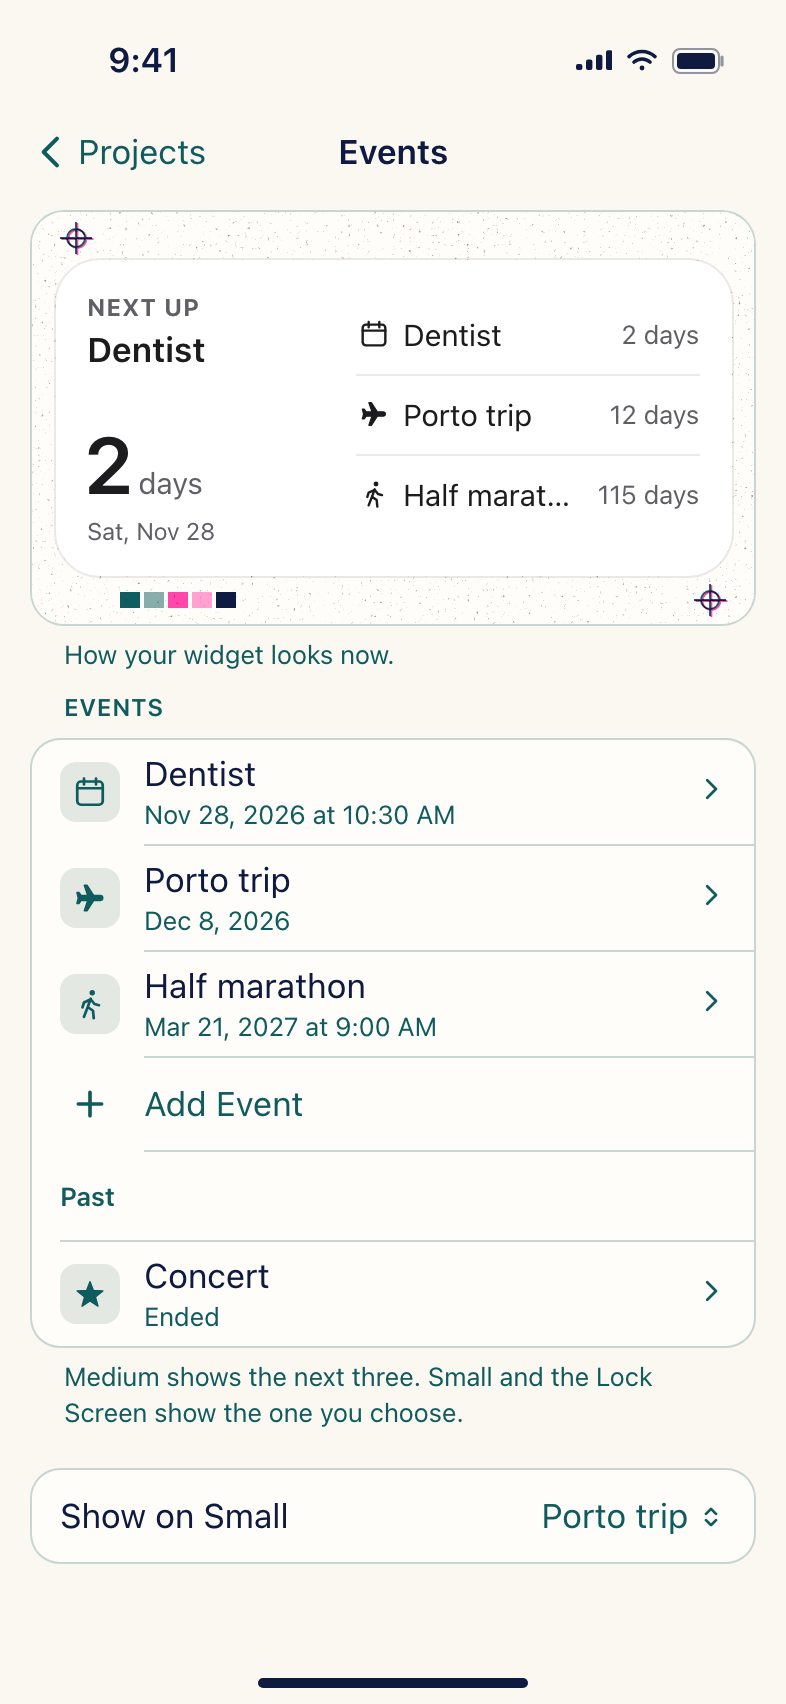 9:41
Projects
Events
NEXT UP
Dentist
2 days
Sat, Nov 28
Dentist 2 days
Porto trip 12 days
Half marat... 115 days
How your widget looks now.
EVENTS
Dentist
Nov 28, 2026 at 10:30 AM
Porto trip
Dec 8, 2026
Half marathon
Mar 21, 2027 at 9:00 AM
Add Event
Past
Concert
Ended
Medium shows the next three. Small and the Lock
Screen show the one you choose.
Show on Small Porto trip